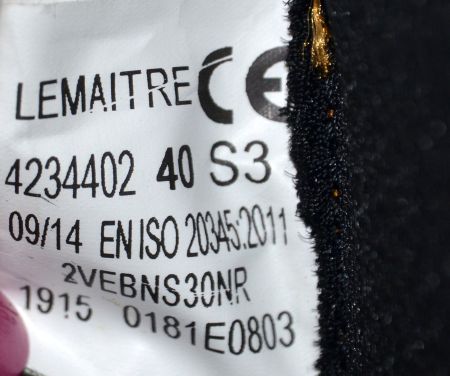 LEMAITRE CE
4234402 40 S3
09/14 EN ISO 20345:2011
2VEBNS30NR
1915 0181E0803